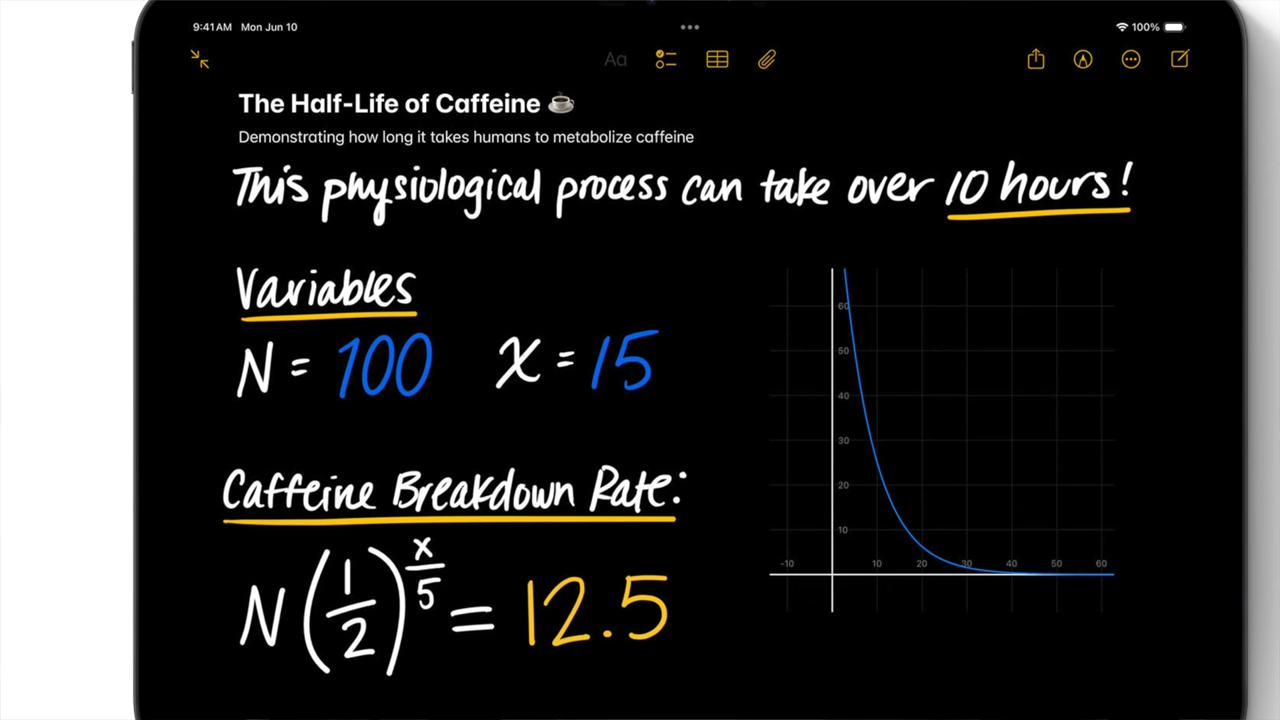 9:41 AM Mon Jun 10
100%
Aa
The Half-Life of Caffeine ☕
Demonstrating how long it takes humans to metabolize caffeine
This physiological process can take over 10 hours!
Variables
N = 100 x = 15
60
50
40
30
20
10
-10 10 20 30 40 50 60
Caffeine Breakdown Rate:
N(1/2)^(x/5) = 12.5